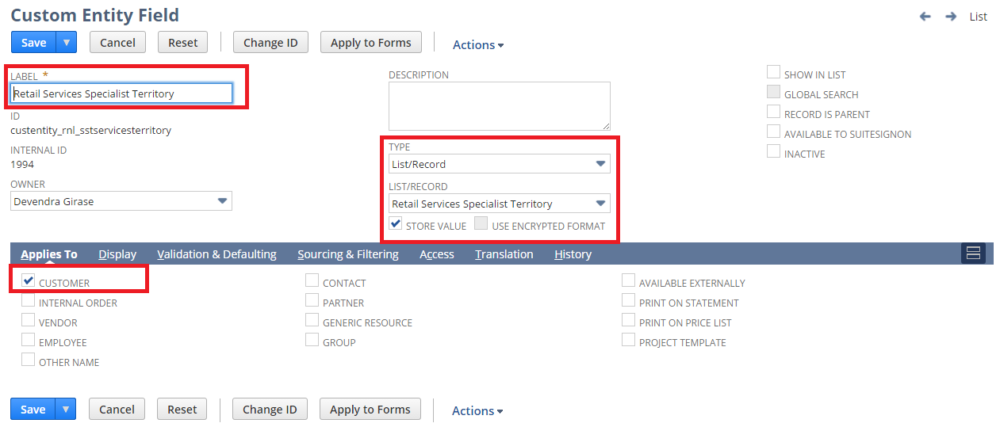 Custom Entity Field
List
Save Cancel Reset Change ID Apply to Forms Actions
LABEL *
Retail Services Specialist Territory
ID
custentity_rnl_sstservicesterritory
INTERNAL ID
1994
OWNER
Devendra Girase
DESCRIPTION
TYPE
List/Record
LIST/RECORD
Retail Services Specialist Territory
STORE VALUE USE ENCRYPTED FORMAT
SHOW IN LIST
GLOBAL SEARCH
RECORD IS PARENT
AVAILABLE TO SUITESIGNON
INACTIVE
Applies To Display Validation & Defaulting Sourcing & Filtering Access Translation History
CUSTOMER
INTERNAL ORDER
VENDOR
EMPLOYEE
OTHER NAME
CONTACT
PARTNER
GENERIC RESOURCE
GROUP
AVAILABLE EXTERNALLY
PRINT ON STATEMENT
PRINT ON PRICE LIST
PROJECT TEMPLATE
Save Cancel Reset Change ID Apply to Forms Actions